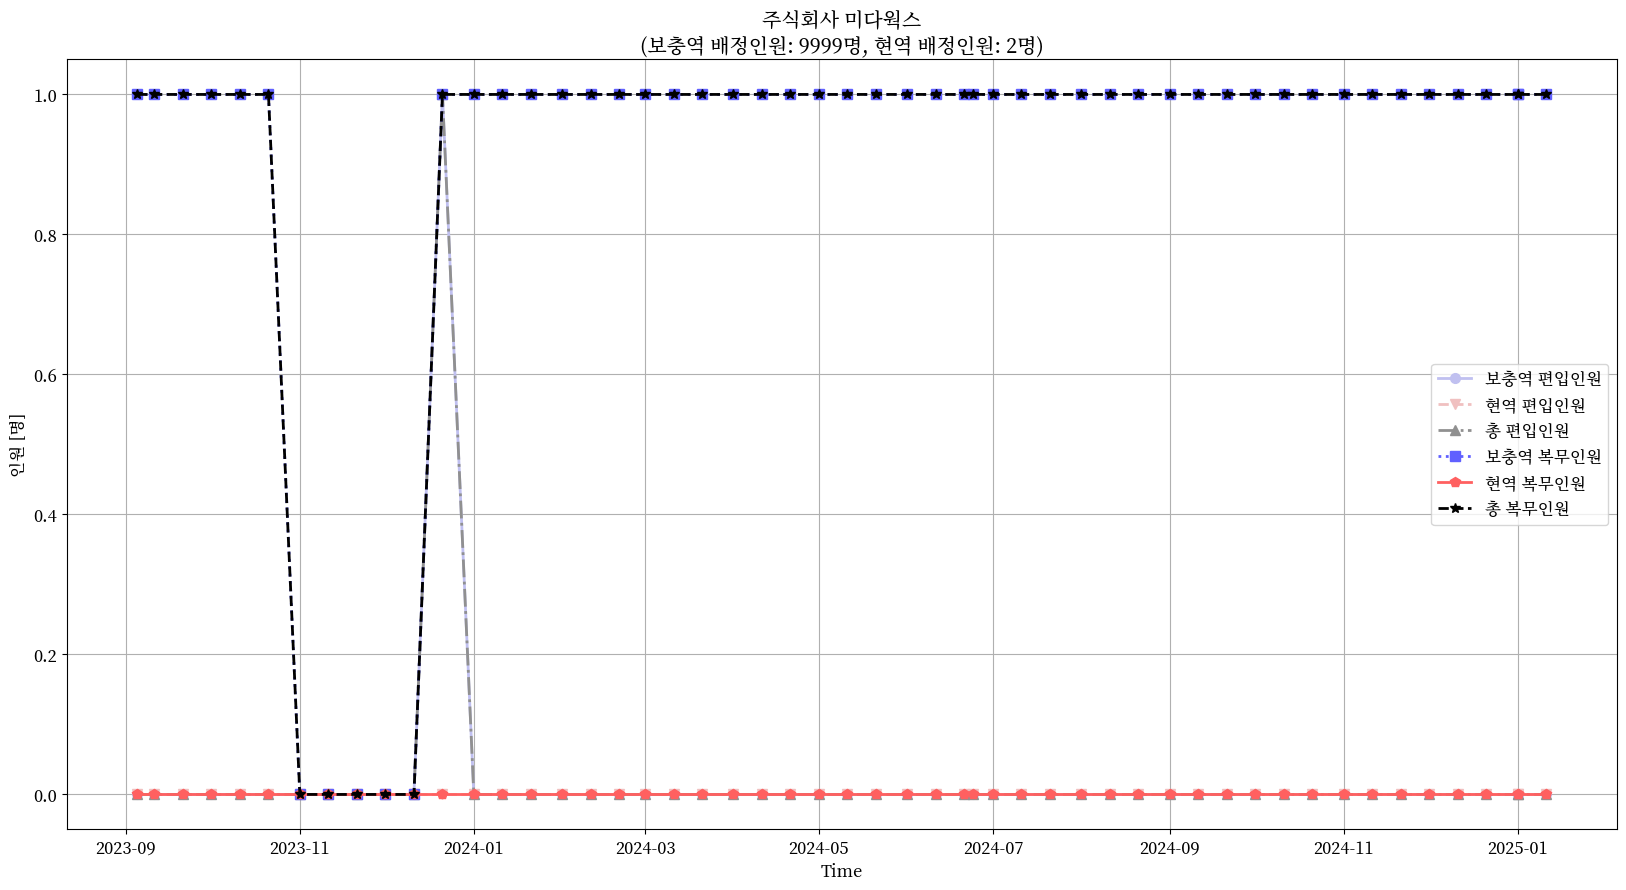 주식회사 미다웍스
(보충역 배정인원: 9999명, 현역 배정인원: 2명)
1.0
0.8
0.6
0.4
0.2
0.0
인원 [명]
보충역 편입인원
현역 편입인원
총 편입인원
보충역 복무인원
현역 복무인원
총 복무인원
2023-09 2023-11 2024-01 2024-03 2024-05 2024-07 2024-09 2024-11 2025-01
Time